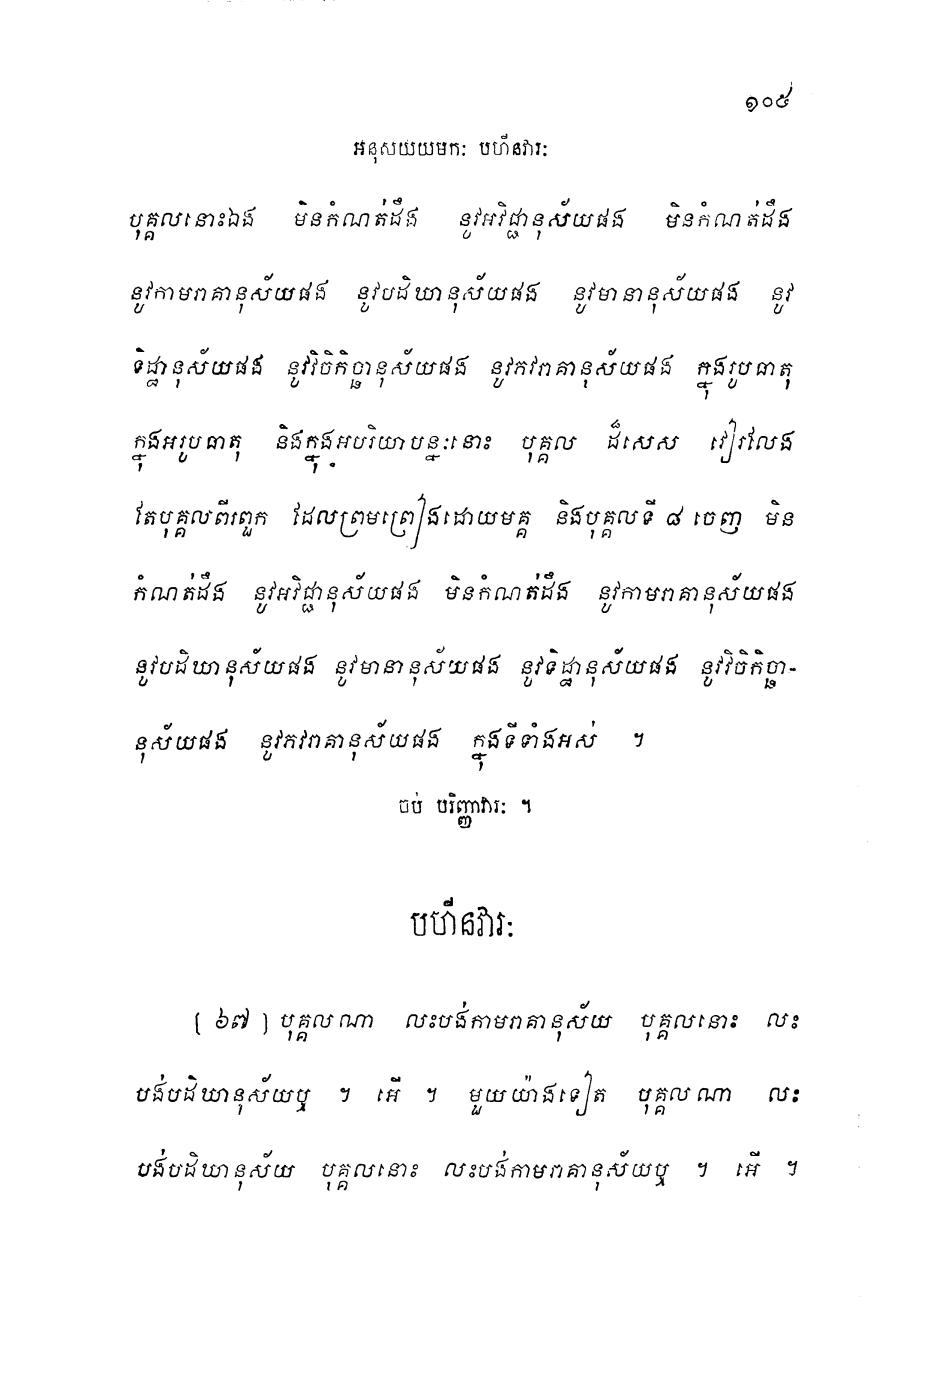 ១០៥
អនុសយយមកៈ បហីនវារៈ
បុគ្គលនោះឯង មិនកំណត់ដឹង នូវអវិជ្ជានុស័យផង មិនកំណត់ដឹង
នូវកាមរាគានុស័យផង នូវបដិឃានុស័យផង នូវមានានុស័យផង នូវ
ទិដ្ឋានុស័យផង នូវវិចិកិច្ឆានុស័យផង នូវភវរាគានុស័យផង ក្នុងរូបធាតុ
ក្នុងអរូបធាតុ និងក្នុងអបរិយាបន្នៈនោះ បុគ្គល ដ៏សេស វៀរលែង
តែបុគ្គលពីរពួក ដែលព្រមព្រៀងដោយមគ្គ និងបុគ្គលទី ៨ ចេញ មិន
កំណត់ដឹង នូវអវិជ្ជានុស័យផង មិនកំណត់ដឹង នូវកាមរាគានុស័យផង
នូវបដិឃានុស័យផង នូវមានានុស័យផង នូវទិដ្ឋានុស័យផង នូវវិចិកិច្ឆា-
នុស័យផង នូវភវរាគានុស័យផង ក្នុងទីទាំងអស់ ។
ចប់ បរិញ្ញាវារៈ ។
បហីនវារៈ
[ ៦៧ ] បុគ្គលណា លះបង់កាមរាគានុស័យ បុគ្គលនោះ លះ
បង់បដិឃានុស័យឬ ។ អើ ។ មួយយ៉ាងទៀត បុគ្គលណា លះ
បង់បដិឃានុស័យ បុគ្គលនោះ លះបង់កាមរាគានុស័យឬ ។ អើ ។